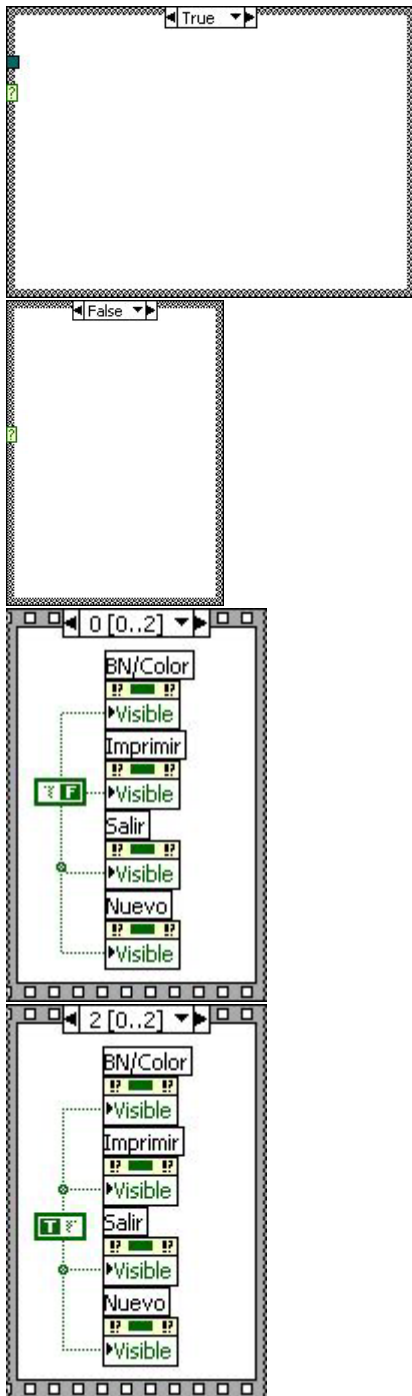 True
?
False
?
0 [0..2]
BN/Color
!? !?
Visible
Imprimir
!? !?
F
Visible
Salir
!? !?
Visible
Nuevo
!? !?
Visible
2 [0..2]
BN/Color
!? !?
Visible
Imprimir
!? !?
Visible
T
Salir
!? !?
Visible
Nuevo
!? !?
Visible